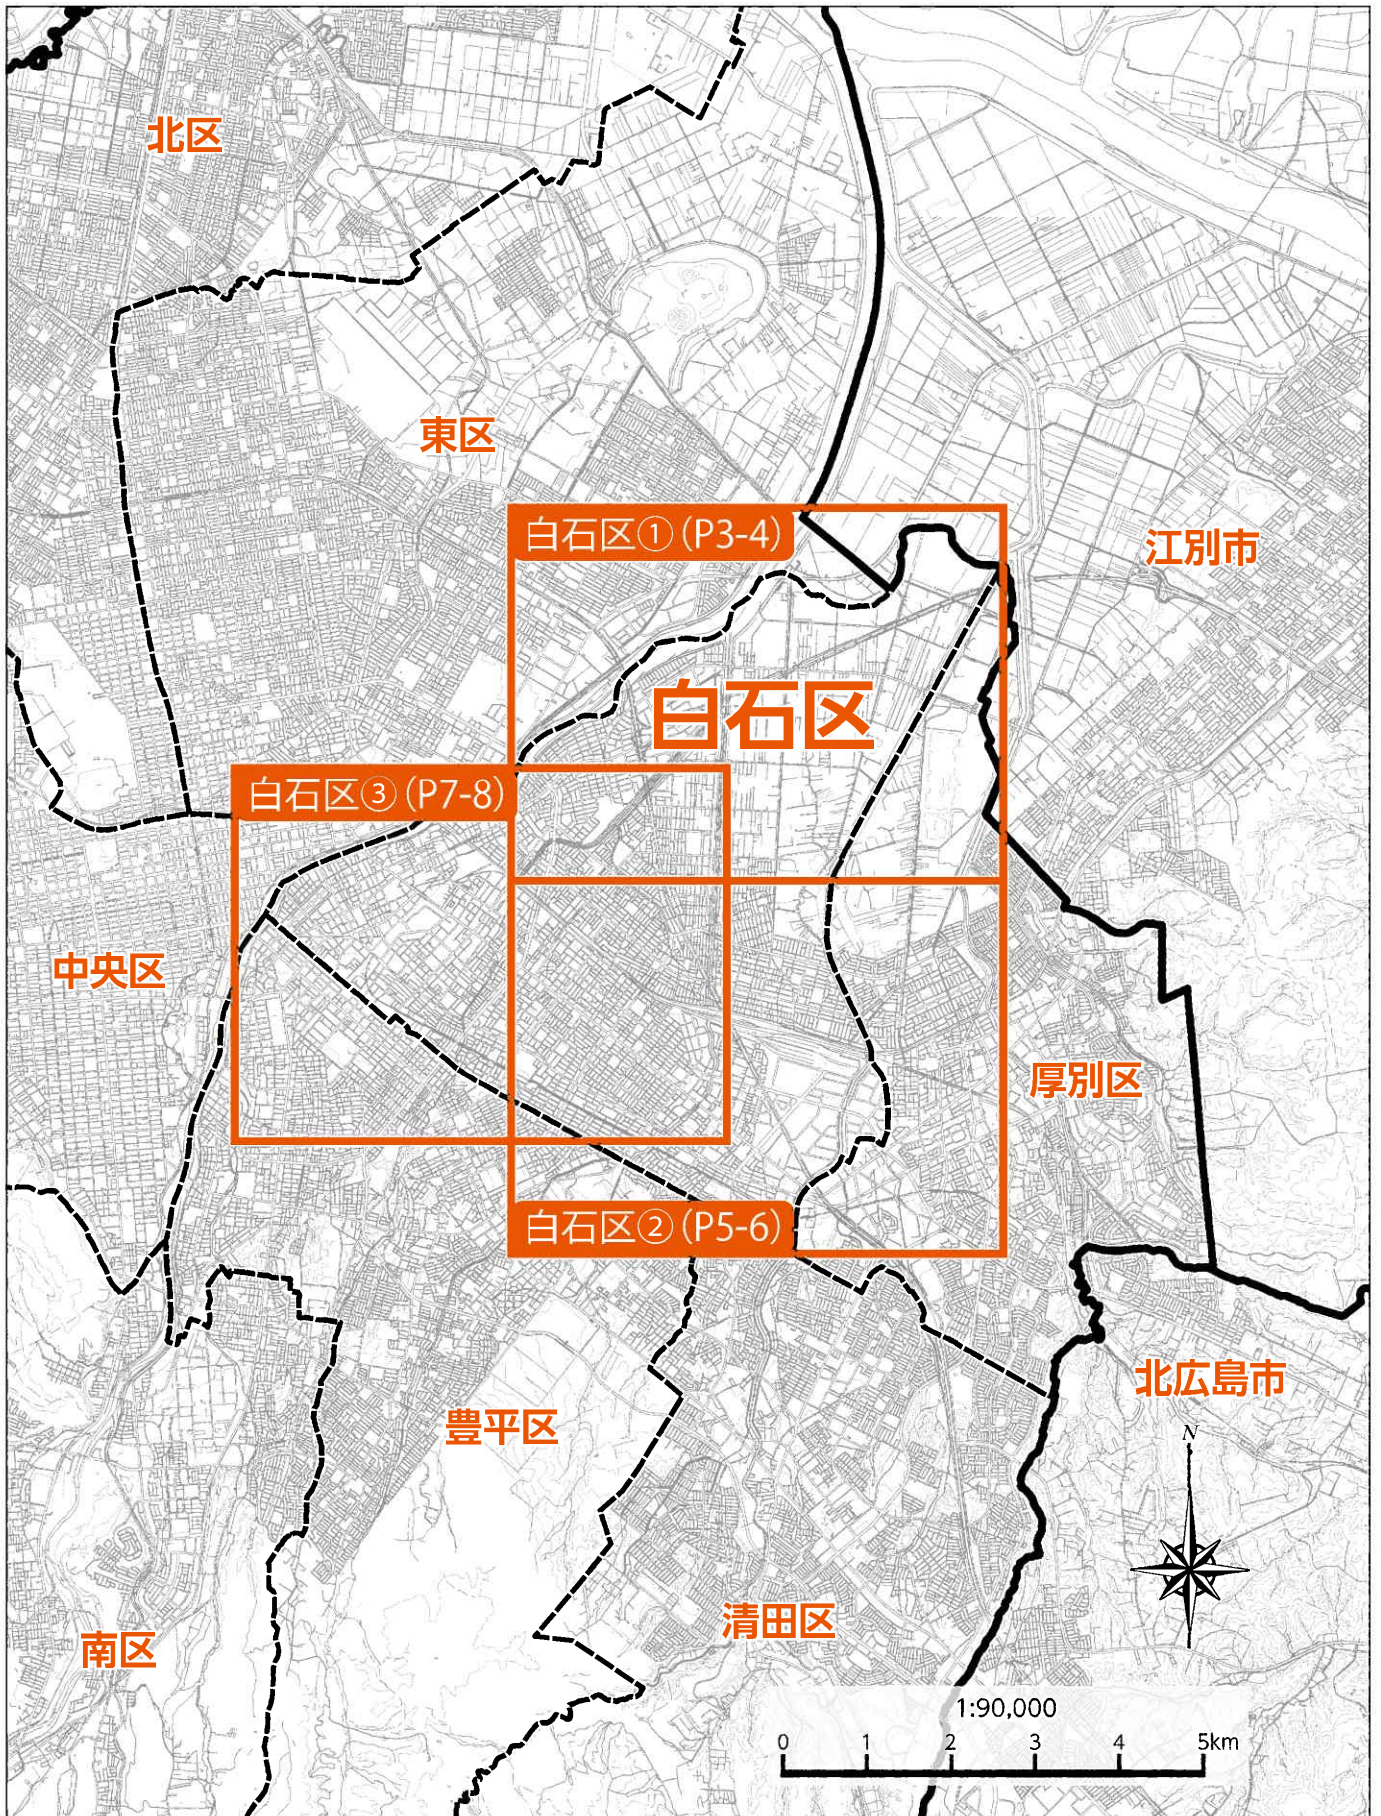 北区
東区
白石区①(P3-4)
江別市
白石区
白石区③(P7-8)
中央区
厚別区
白石区②(P5-6)
北広島市
豊平区
N
清田区
南区
1:90,000
0 1 2 3 4 5km